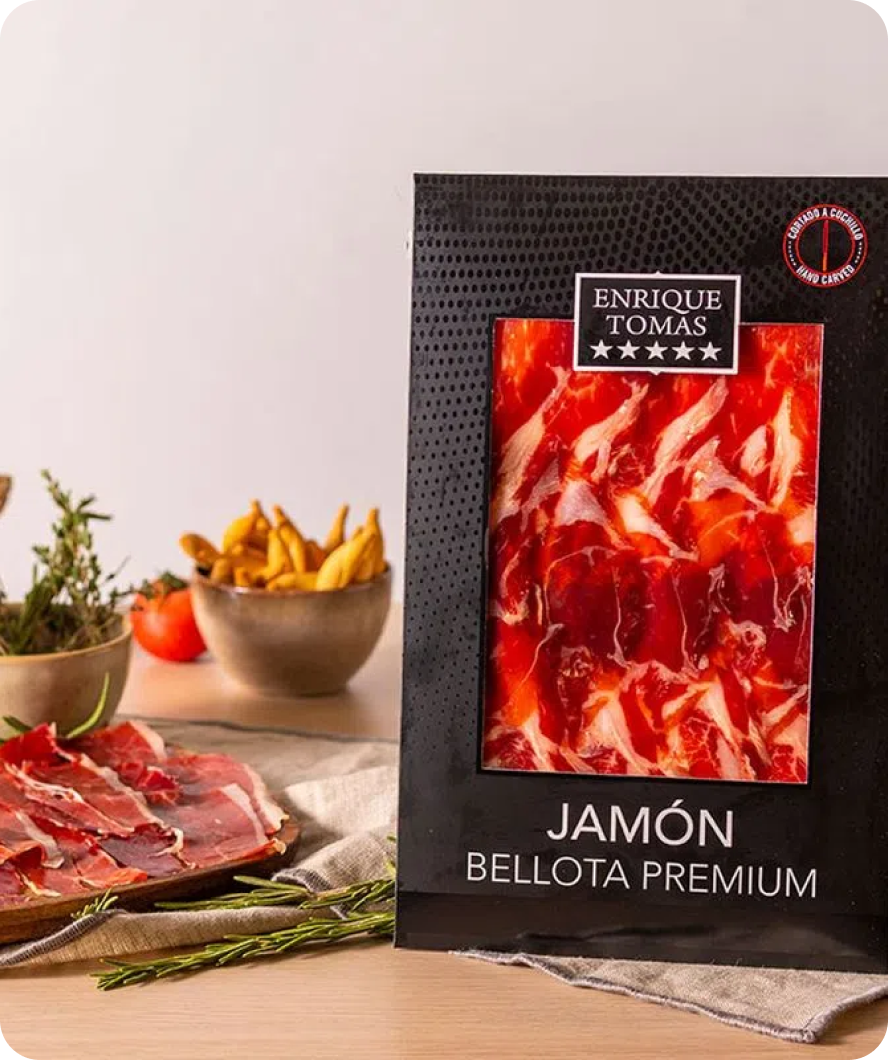 CORTADO A CUCHILLO
HAND CARVED
ENRIQUE
TOMAS
JAMÓN
BELLOTA PREMIUM